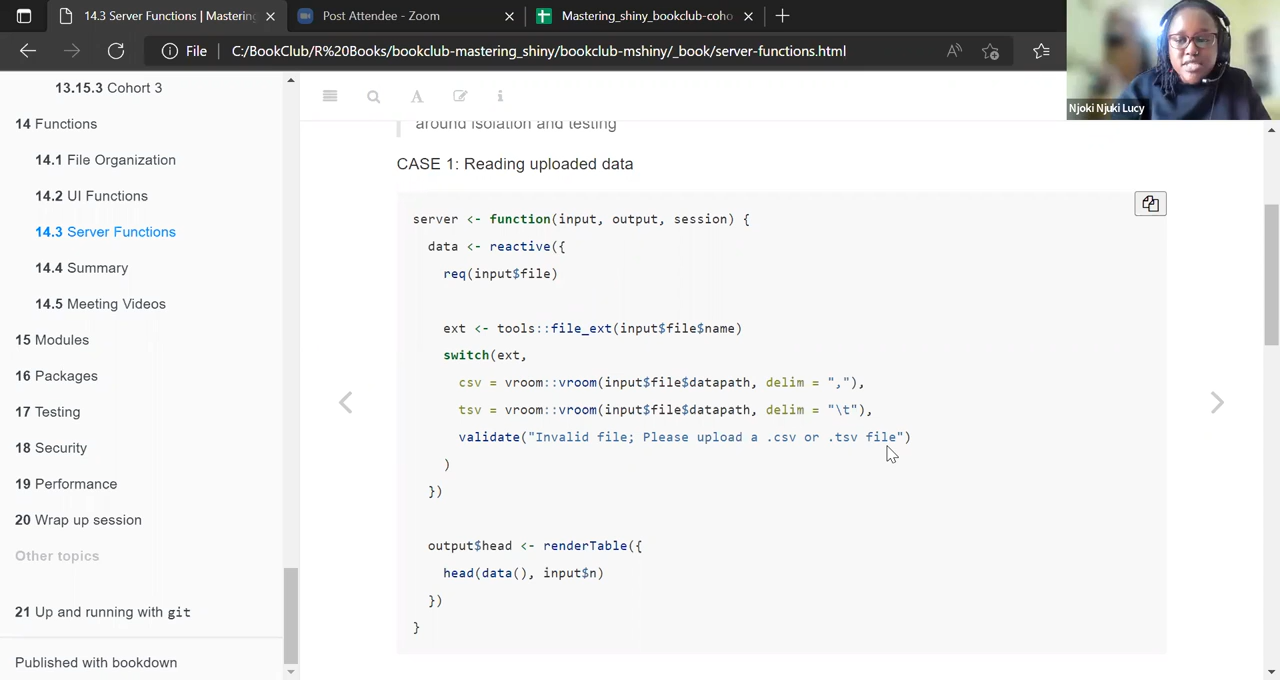 14.3 Server Functions | Mastering
Post Attendee - Zoom
Mastering_shiny_bookclub-coho
File
C:/BookClub/R%20Books/bookclub-mastering_shiny/bookclub-mshiny/_book/server-functions.html
Njoki Njuki Lucy
13.15.3 Cohort 3
14 Functions
14.1 File Organization
14.2 UI Functions
14.3 Server Functions
14.4 Summary
14.5 Meeting Videos
15 Modules
16 Packages
17 Testing
18 Security
19 Performance
20 Wrap up session
Other topics
21 Up and running with git
Published with bookdown
around isolation and testing
CASE 1: Reading uploaded data
server <- function(input, output, session) {
data <- reactive({
req(input$file)
ext <- tools::file_ext(input$file$name)
switch(ext,
csv = vroom::vroom(input$file$datapath, delim = ","),
tsv = vroom::vroom(input$file$datapath, delim = "\t"),
validate("Invalid file; Please upload a .csv or .tsv file")
)
})
output$head <- renderTable({
head(data(), input$n)
})
}